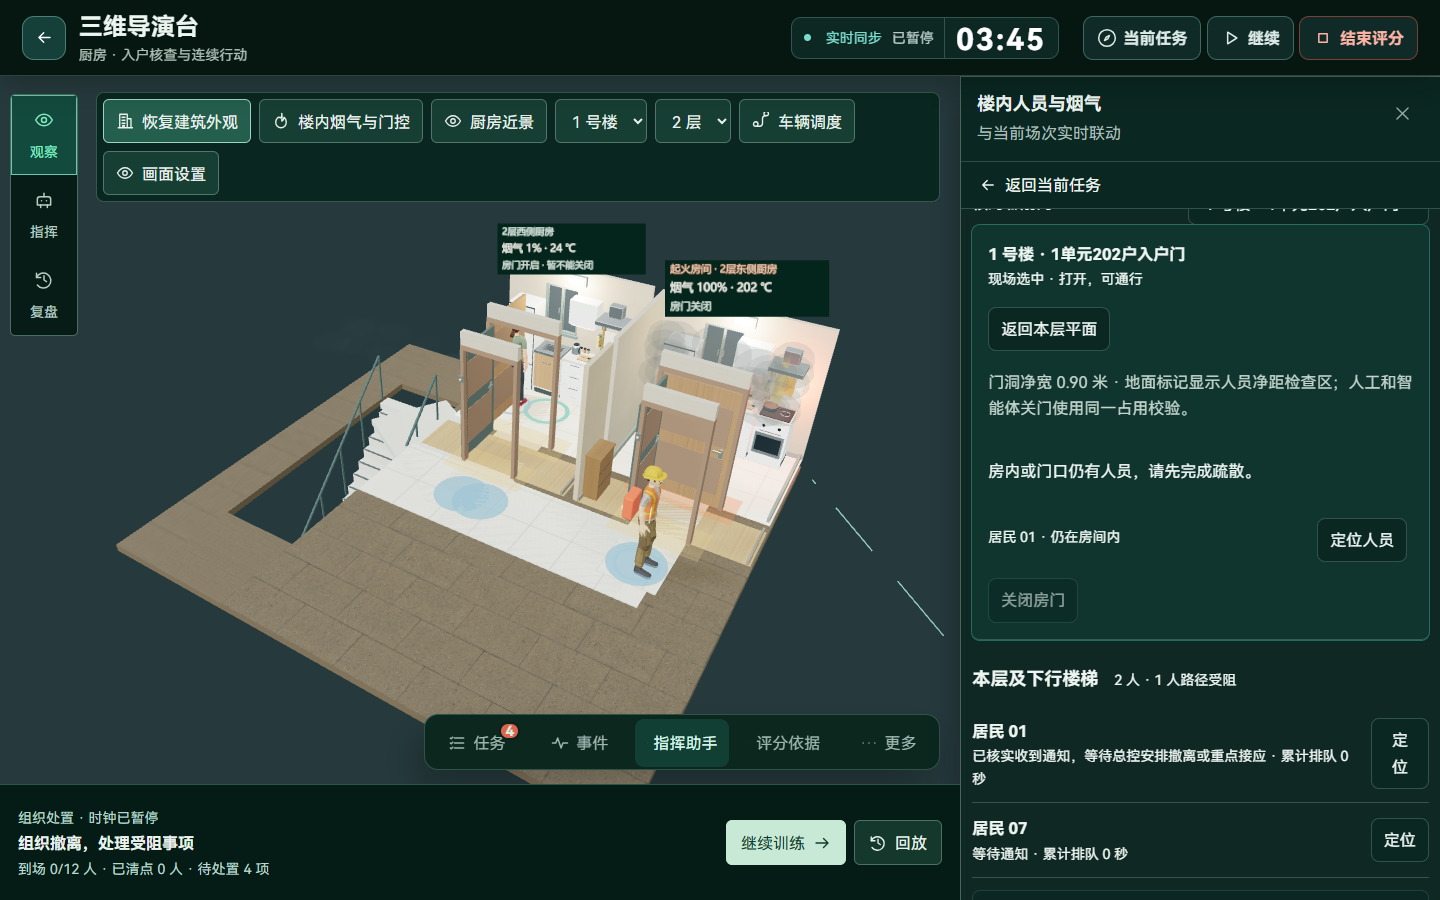 三维导演台
厨房 · 入户核查与连续行动
实时同步 已暂停 03:45
当前任务
继续
结束评分
观察
指挥
复盘
恢复建筑外观
楼内烟气与门控
厨房近景
1 号楼
2 层
车辆调度
画面设置
2层西侧厨房
烟气 1% · 24 ℃
房门开启 · 暂不能关闭
起火房间 · 2层东侧厨房
烟气 100% · 202 ℃
房门关闭
任务 4
事件
指挥助手
评分依据
··· 更多
组织处置 · 时钟已暂停
组织撤离，处理受阻事项
到场 0/12 人 · 已清点 0 人 · 待处置 4 项
继续训练
回放
楼内人员与烟气
与当前场次实时联动
返回当前任务
1 号楼 · 1单元202户入户门
现场选中 · 打开，可通行
返回本层平面
门洞净宽 0.90 米 · 地面标记显示人员净距检查区；人工和智
能体关门使用同一占用校验。
房内或门口仍有人员，请先完成疏散。
居民 01 · 仍在房间内
定位人员
关闭房门
本层及下行楼梯 2 人 · 1 人路径受阻
居民 01
已核实收到通知，等待总控安排撤离或重点接应 · 累计排队 0
秒
定
位
居民 07
等待通知 · 累计排队 0 秒
定位